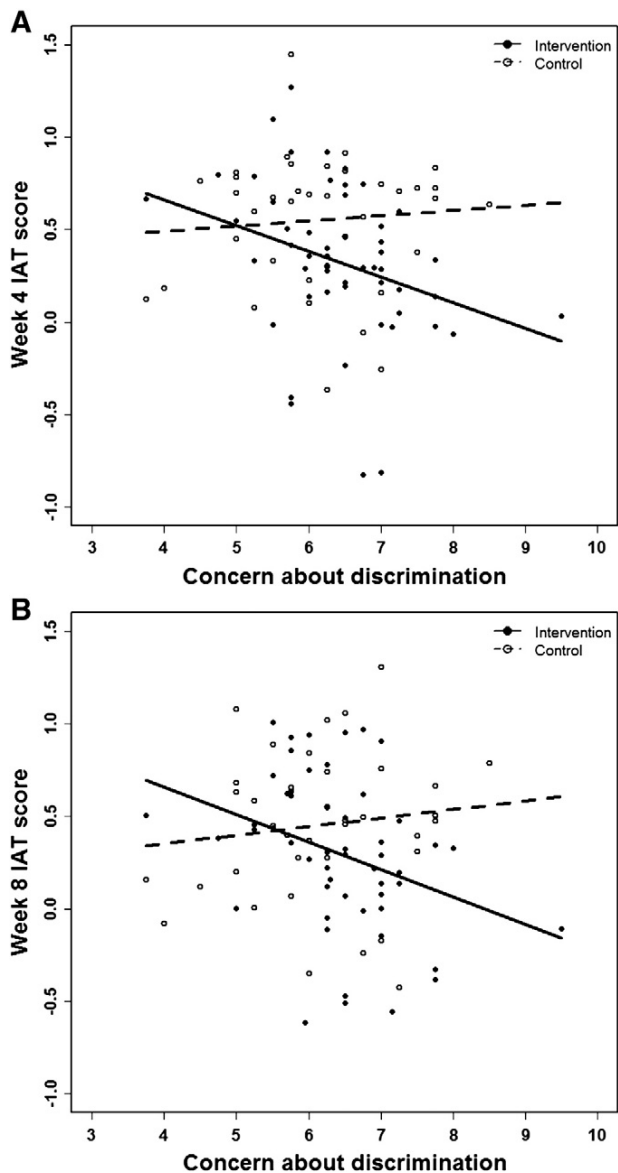 A
Intervention
Control
1.5
1.0
0.5
0.0
-0.5
-1.0
Week 4 IAT score
3 4 5 6 7 8 9 10
Concern about discrimination
B
Intervention
Control
1.5
1.0
0.5
0.0
-0.5
-1.0
Week 8 IAT score
3 4 5 6 7 8 9 10
Concern about discrimination